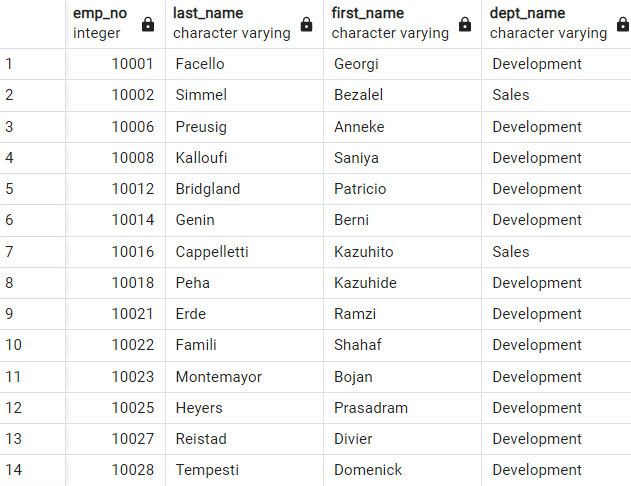 emp_no last_name first_name dept_name
integer character varying character varying character varying
1 10001 Facello Georgi Development
2 10002 Simmel Bezalel Sales
3 10006 Preusig Anneke Development
4 10008 Kalloufi Saniya Development
5 10012 Bridgland Patricio Development
6 10014 Genin Berni Development
7 10016 Cappelletti Kazuhito Sales
8 10018 Peha Kazuhide Development
9 10021 Erde Ramzi Development
10 10022 Famili Shahaf Development
11 10023 Montemayor Bojan Development
12 10025 Heyers Prasadram Development
13 10027 Reistad Divier Development
14 10028 Tempesti Domenick Development